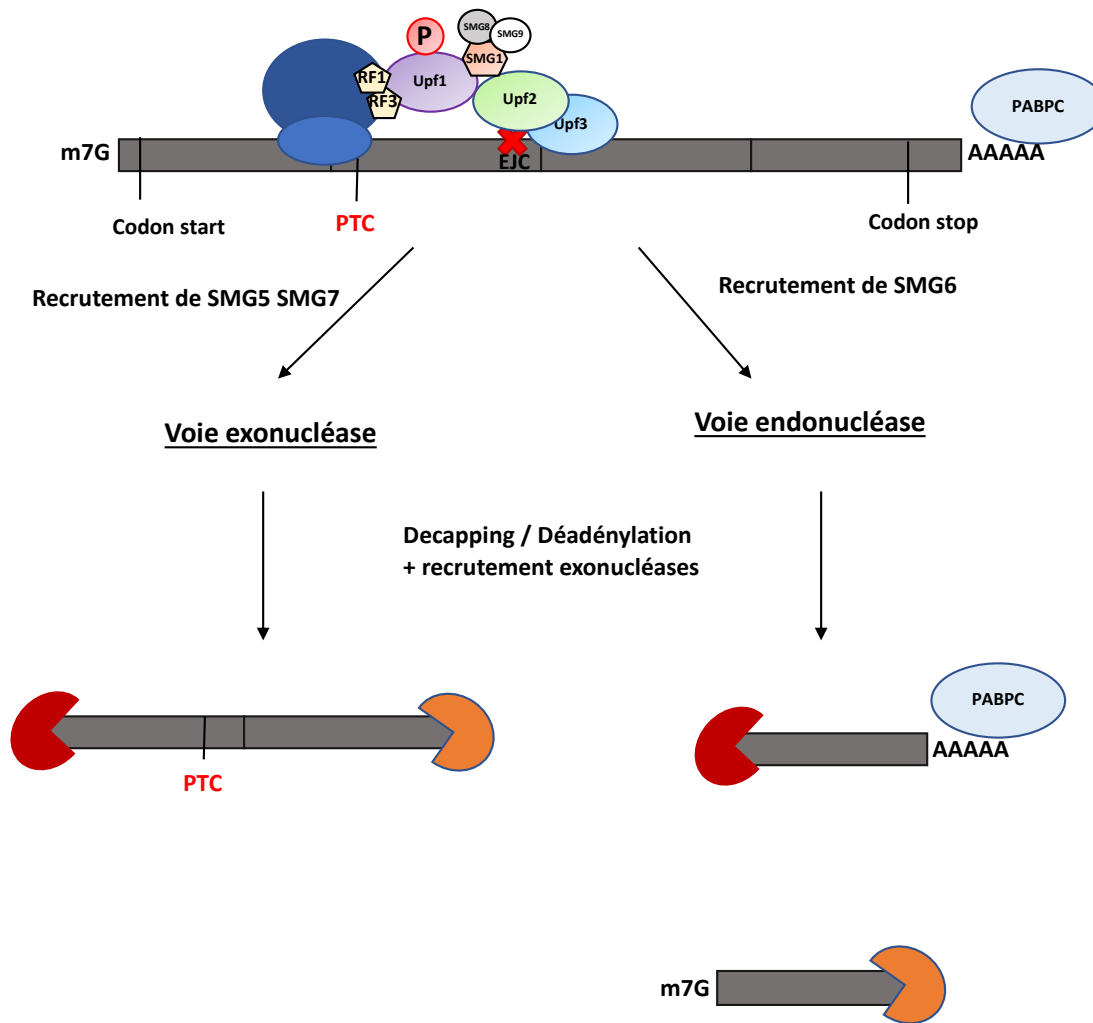 SMG8
SMG9
P
SMG1
RF1
Upf1
RF3
Upf2
PABPC
Upf3
m7G
EJC
AAAAA
Codon start
PTC
Codon stop
Recrutement de SMG5 SMG7
Recrutement de SMG6
Voie exonucléase
Voie endonucléase
Decapping / Déadénylation
+ recrutement exonucléases
PABPC
AAAAA
PTC
m7G